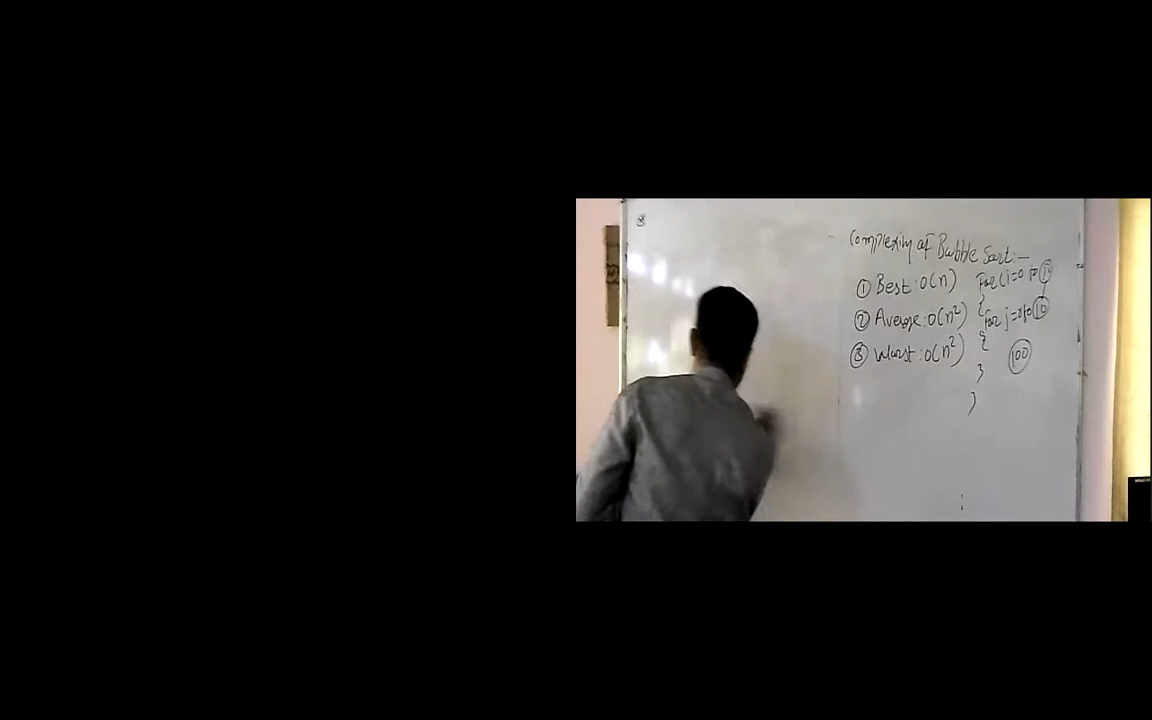 Complexity of Bubble Sort:-
① Best: O(n)
② Average: O(n²)
③ Worst: O(n²)
For(i=0 to 10
{
For j=0 to 10
{
100
}
}